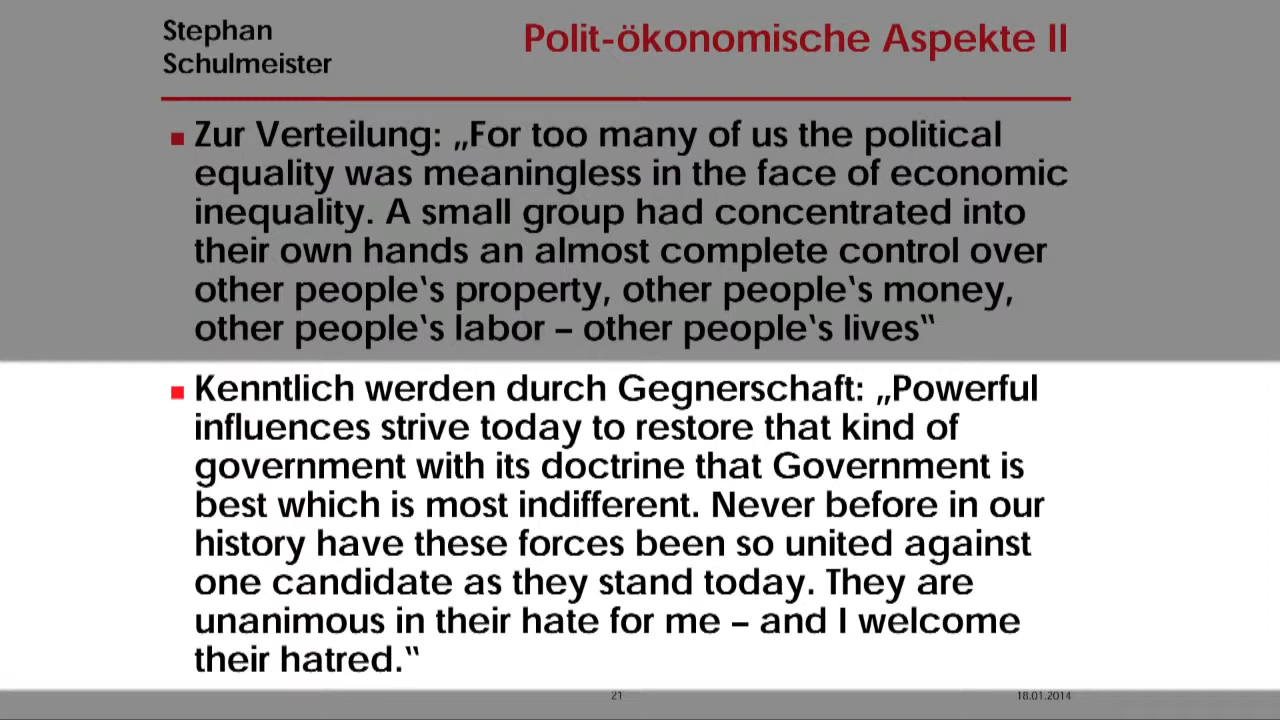 Stephan
Schulmeister
Polit-ökonomische Aspekte II
Zur Verteilung: „For too many of us the political
equality was meaningless in the face of economic
inequality. A small group had concentrated into
their own hands an almost complete control over
other people‛s property, other people‛s money,
other people‛s labor – other people‛s lives‟
Kenntlich werden durch Gegnerschaft: „Powerful
influences strive today to restore that kind of
government with its doctrine that Government is
best which is most indifferent. Never before in our
history have these forces been so united against
one candidate as they stand today. They are
unanimous in their hate for me – and I welcome
their hatred.‟
21
18.01.2014